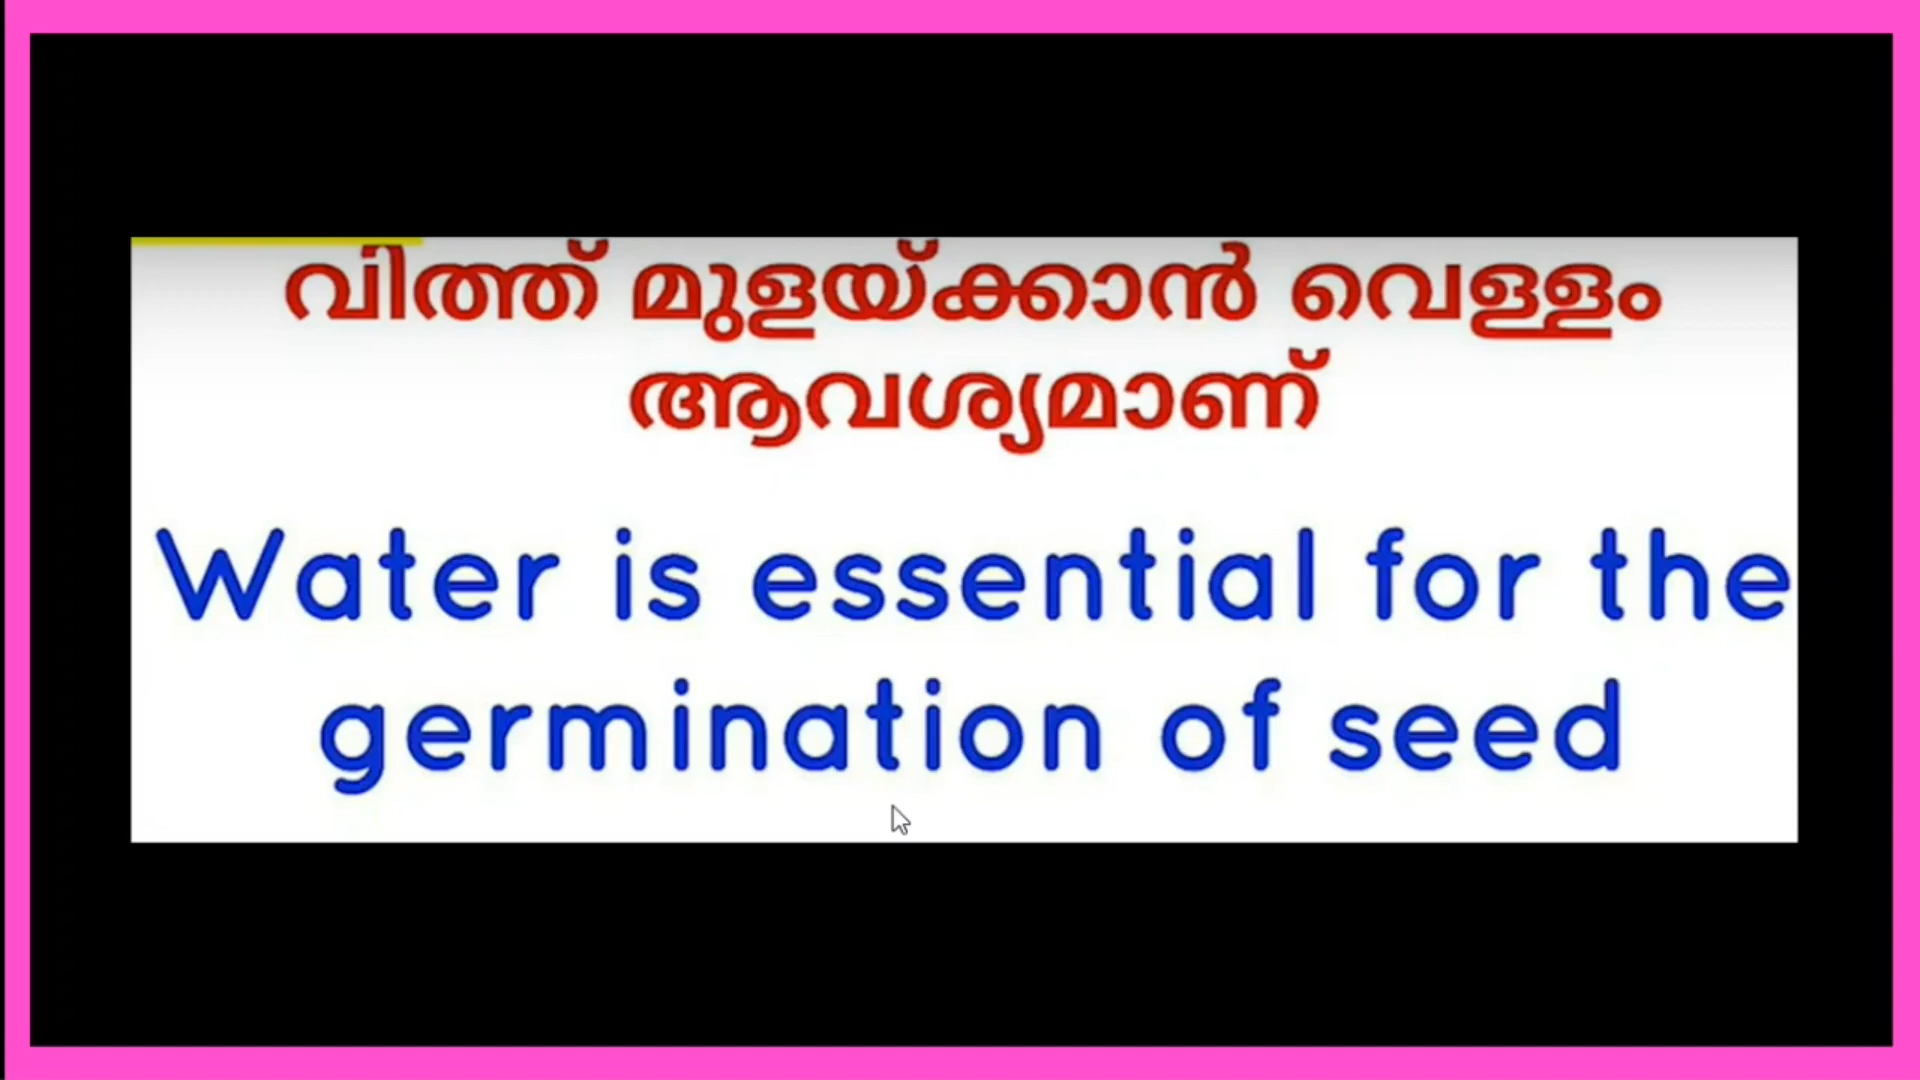 വിത്ത് മുളയ്ക്കാൻ വെള്ളം
ആവശ്യമാണ്
Water is essential for the
germination of seed